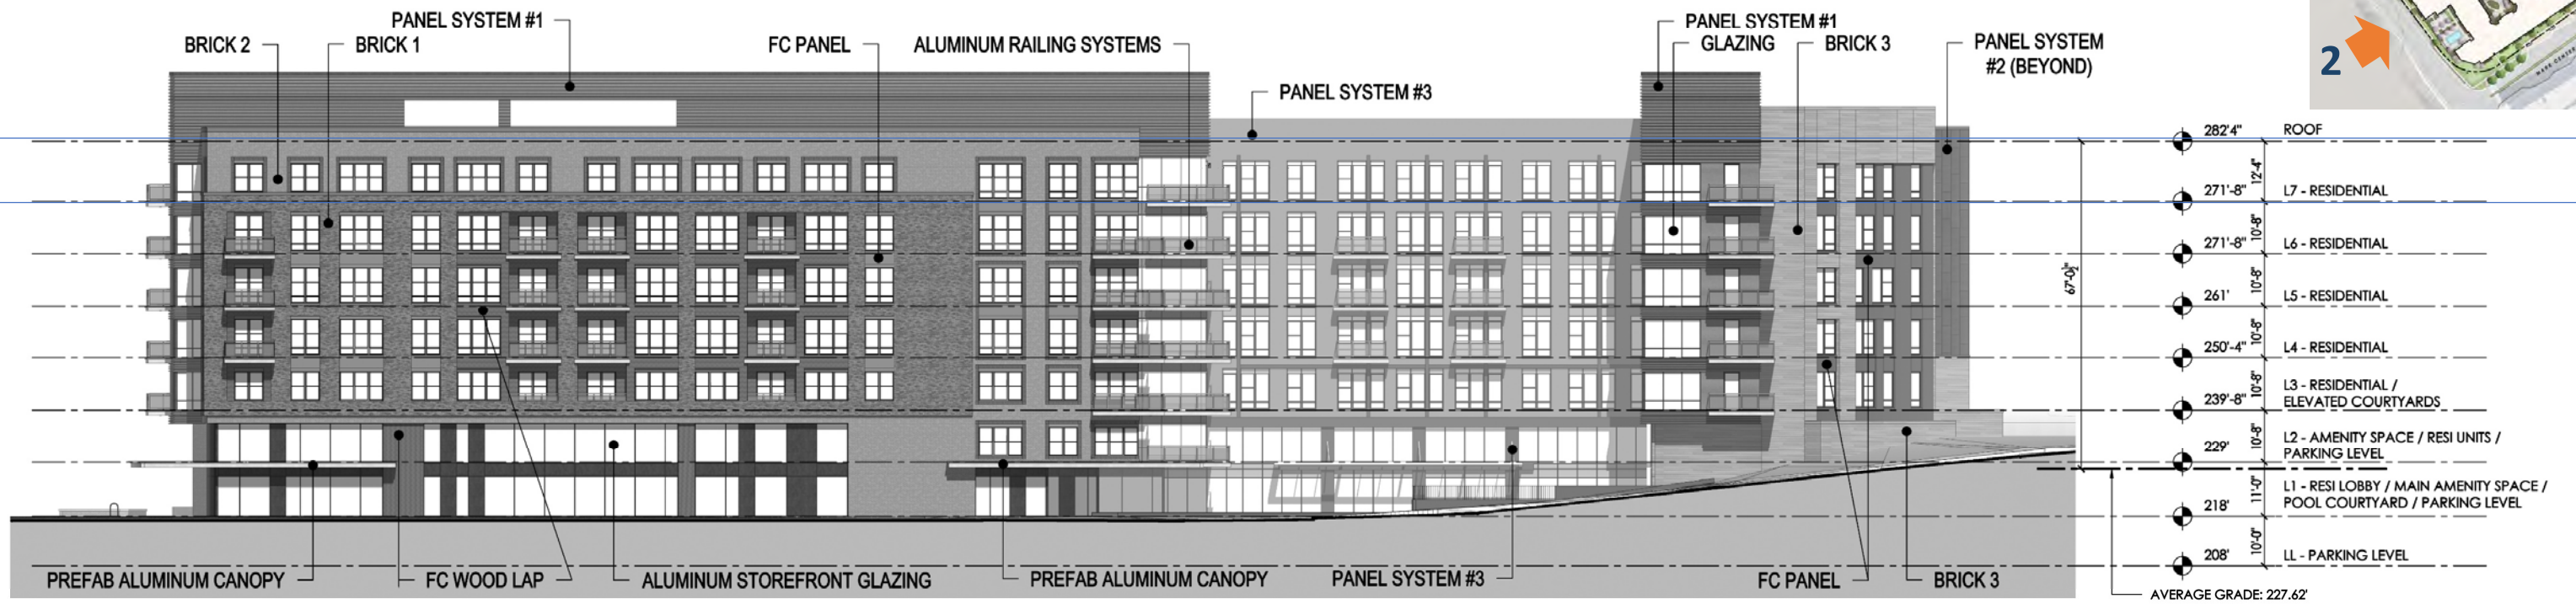 PANEL SYSTEM #1
BRICK 2
BRICK 1
FC PANEL
ALUMINUM RAILING SYSTEMS
PANEL SYSTEM #3
PANEL SYSTEM #1
GLAZING
BRICK 3
PANEL SYSTEM
#2 (BEYOND)
2
282'4" ROOF
12'-4"
271'-8" L7 - RESIDENTIAL
10'-8"
271'-8" L6 - RESIDENTIAL
10'-8"
261' L5 - RESIDENTIAL
10'-8"
250'-4" L4 - RESIDENTIAL
10'-8"
239'-8" L3 - RESIDENTIAL /
ELEVATED COURTYARDS
10'-8"
229' L2 - AMENITY SPACE / RESI UNITS /
PARKING LEVEL
11'-0"
218' L1 - RESI LOBBY / MAIN AMENITY SPACE /
POOL COURTYARD / PARKING LEVEL
10'-0"
208' LL - PARKING LEVEL
67'-0½"
AVERAGE GRADE: 227.62'
PREFAB ALUMINUM CANOPY
FC WOOD LAP
ALUMINUM STOREFRONT GLAZING
PREFAB ALUMINUM CANOPY
PANEL SYSTEM #3
FC PANEL
BRICK 3